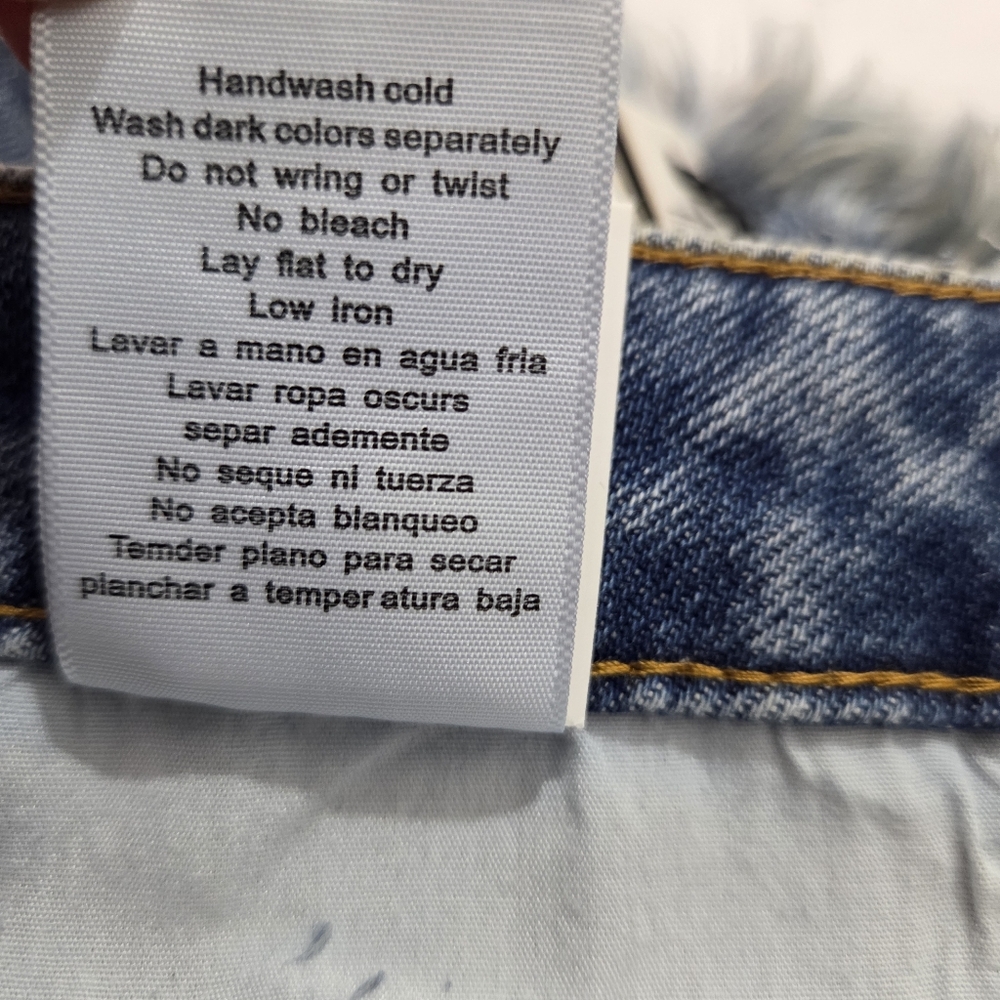 Handwash cold
Wash dark colors separately
Do not wring or twist
No bleach
Lay flat to dry
Low iron
Lavar a mano en agua fria
Lavar ropa oscurs
separ ademente
No seque ni tuerza
No acepta blanqueo
Temder plano para secar
planchar a temper atura baja